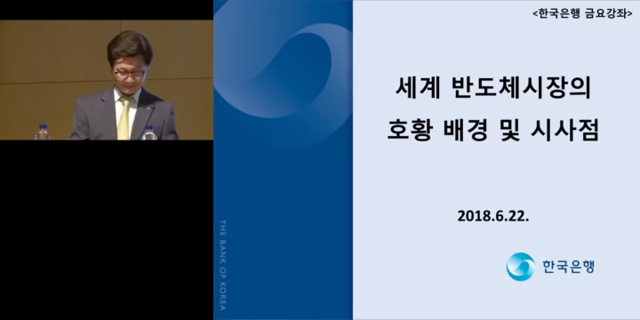 <한국은행 금요강좌>
세계 반도체시장의
호황 배경 및 시사점
2018.6.22.
한국은행
THE BANK OF KOREA